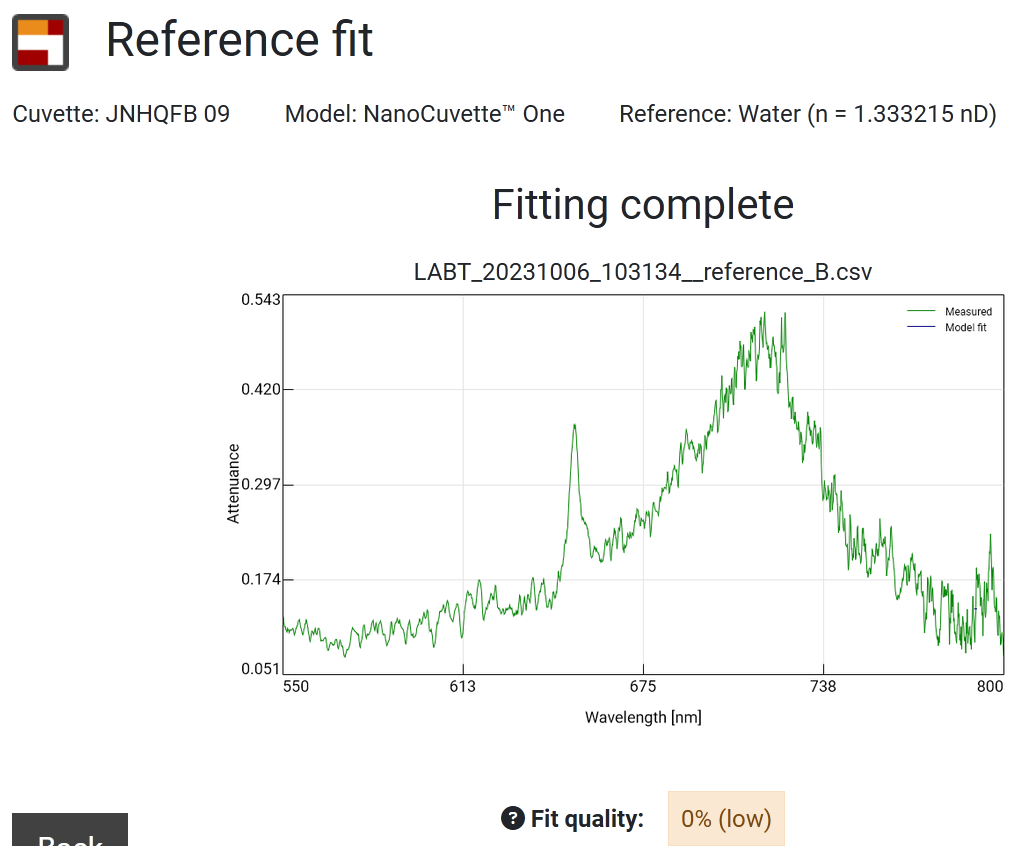 Reference fit
Cuvette: JNHQFB 09 Model: NanoCuvette™ One Reference: Water (n = 1.333215 nD)
Fitting complete
LABT_20231006_103134__reference_B.csv
0.543
Measured
Model fit
0.420
Attenuance
0.297
0.174
0.051
550 613 675 738 800
Wavelength [nm]
? Fit quality: 0% (low)
Back